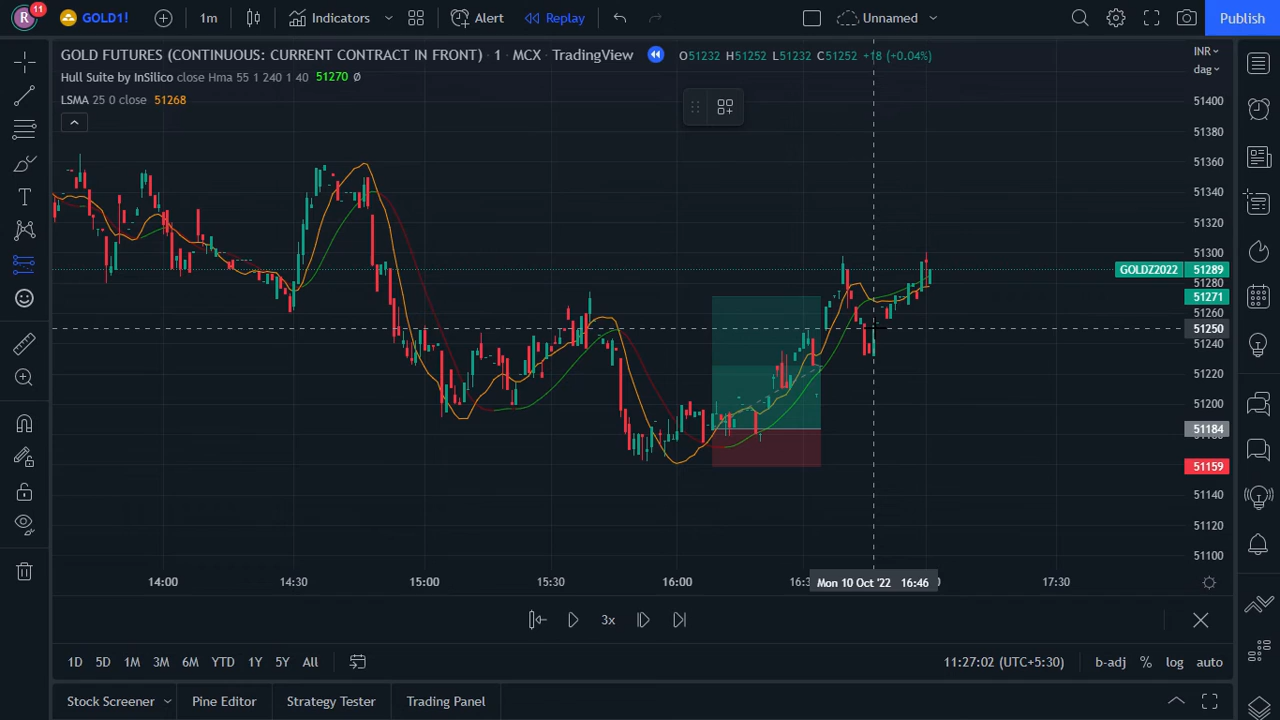 R 11 GOLD1! 1m Indicators Alert Replay Unnamed Publish
GOLD FUTURES (CONTINUOUS: CURRENT CONTRACT IN FRONT) · 1 · MCX · TradingView O51232 H51252 L51232 C51252 +18 (+0.04%)
Hull Suite by InSilico close Hma 55 1 240 1 40 51270 Ø
LSMA 25 0 close 51268
INR
dag
51400
51380
51360
51340
51320
51300
GOLDZ2022 51289
51280
51271
51260
51250
51240
51220
51200
51184
51159
51140
51120
51100
14:00 14:30 15:00 15:30 16:00 Mon 10 Oct '22 16:46 17:30
3x
1D 5D 1M 3M 6M YTD 1Y 5Y All 11:27:02 (UTC+5:30) b-adj % log auto
Stock Screener Pine Editor Strategy Tester Trading Panel